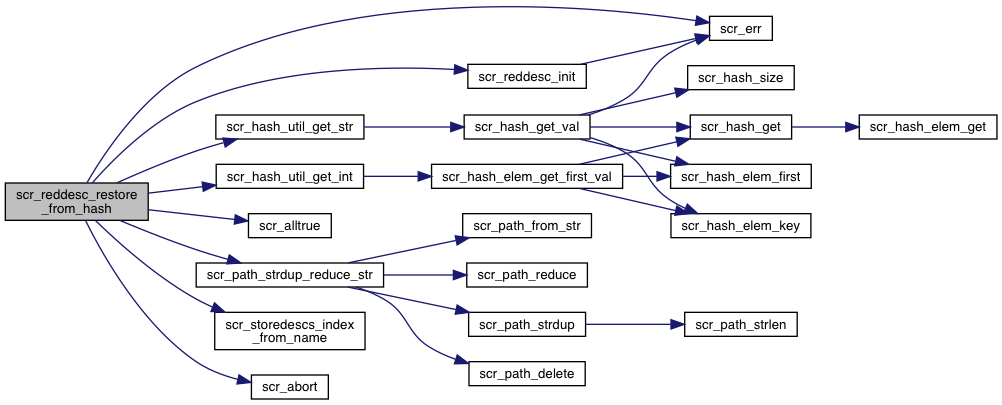 scr_err
scr_reddesc_init
scr_hash_size
scr_hash_util_get_str
scr_hash_get_val
scr_hash_get
scr_hash_elem_get
scr_hash_util_get_int
scr_hash_elem_get_first_val
scr_hash_elem_first
scr_reddesc_restore
_from_hash
scr_alltrue
scr_path_from_str
scr_hash_elem_key
scr_path_strdup_reduce_str
scr_path_reduce
scr_storedescs_index
_from_name
scr_path_strdup
scr_path_strlen
scr_path_delete
scr_abort